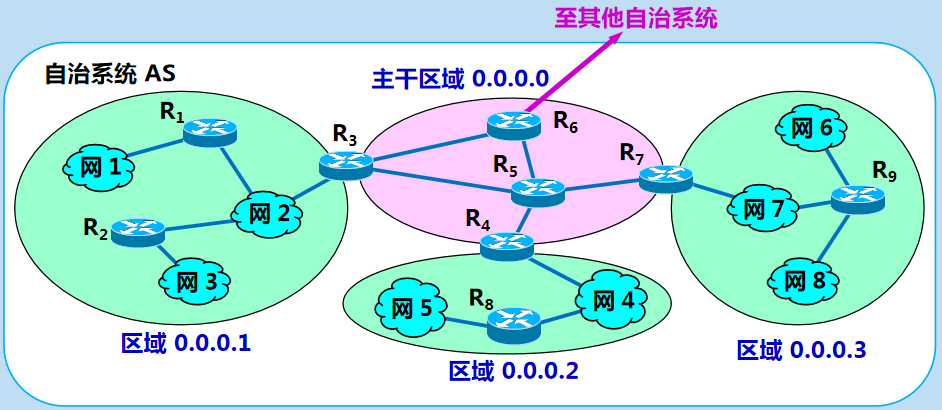 至其他自治系统
自治系统 AS
主干区域 0.0.0.0
R1
R6
网 6
R3
网 1
R5
R7
R9
网 2
网 7
R2
R4
网 3
网 8
网 5
R8
网 4
区域 0.0.0.1
区域 0.0.0.2
区域 0.0.0.3